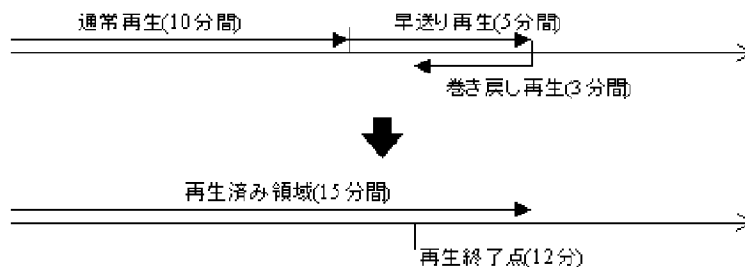 通常再生(10分間)
早送り再生(5分間)
巻き戻し再生(3分間)
再生済み領域(15分間)
再生終了点(12分)